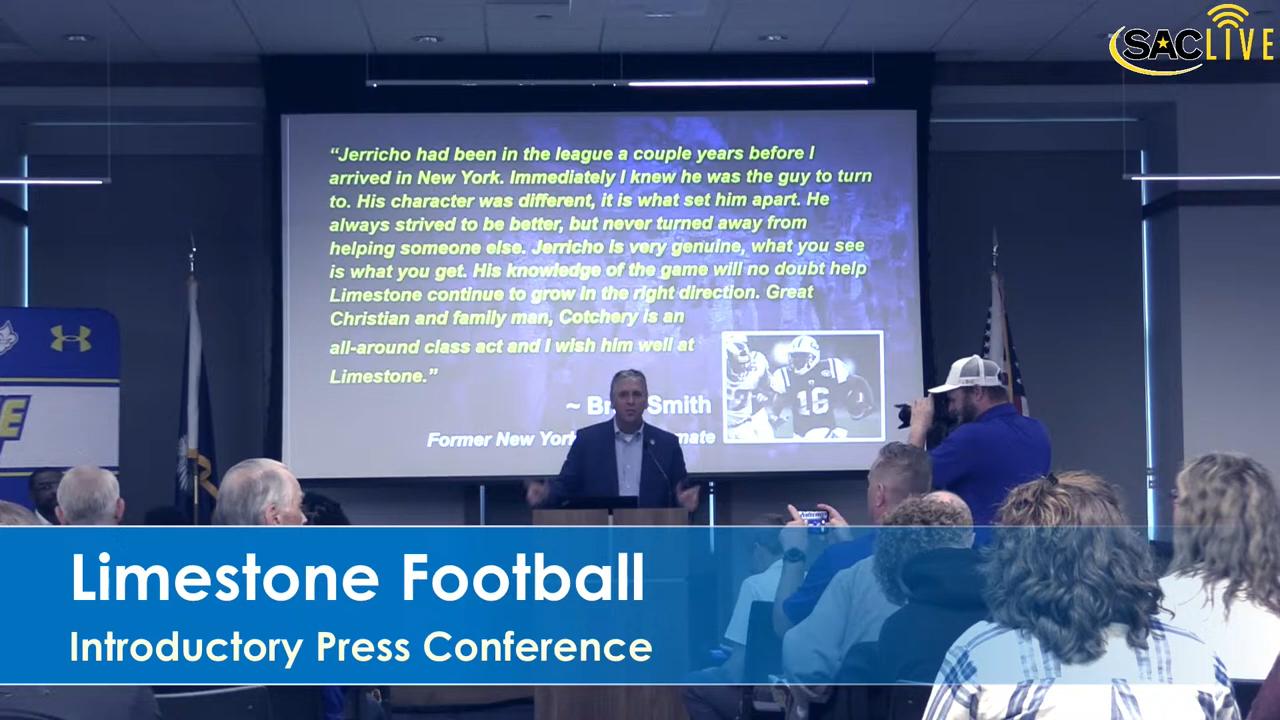 SAC LIVE
“Jerricho had been in the league a couple years before I
arrived in New York. Immediately I knew he was the guy to turn
to. His character was different, it is what set him apart. He
always strived to be better, but never turned away from
helping someone else. Jerricho is very genuine, what you see
is what you get. His knowledge of the game will no doubt help
Limestone continue to grow in the right direction. Great
Christian and family man, Cotchery is an
all-around class act and I wish him well at
Limestone.”
~ Smith
Former New York
16
Limestone Football
Introductory Press Conference